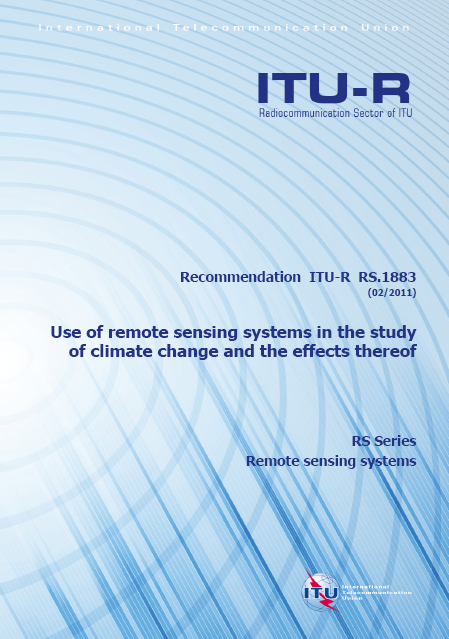 International Telecommunication Union
ITU-R
Radiocommunication Sector of ITU
Recommendation ITU-R RS.1883
(02/2011)
Use of remote sensing systems in the study
of climate change and the effects thereof
RS Series
Remote sensing systems
ITU
International
Telecommunication
Union